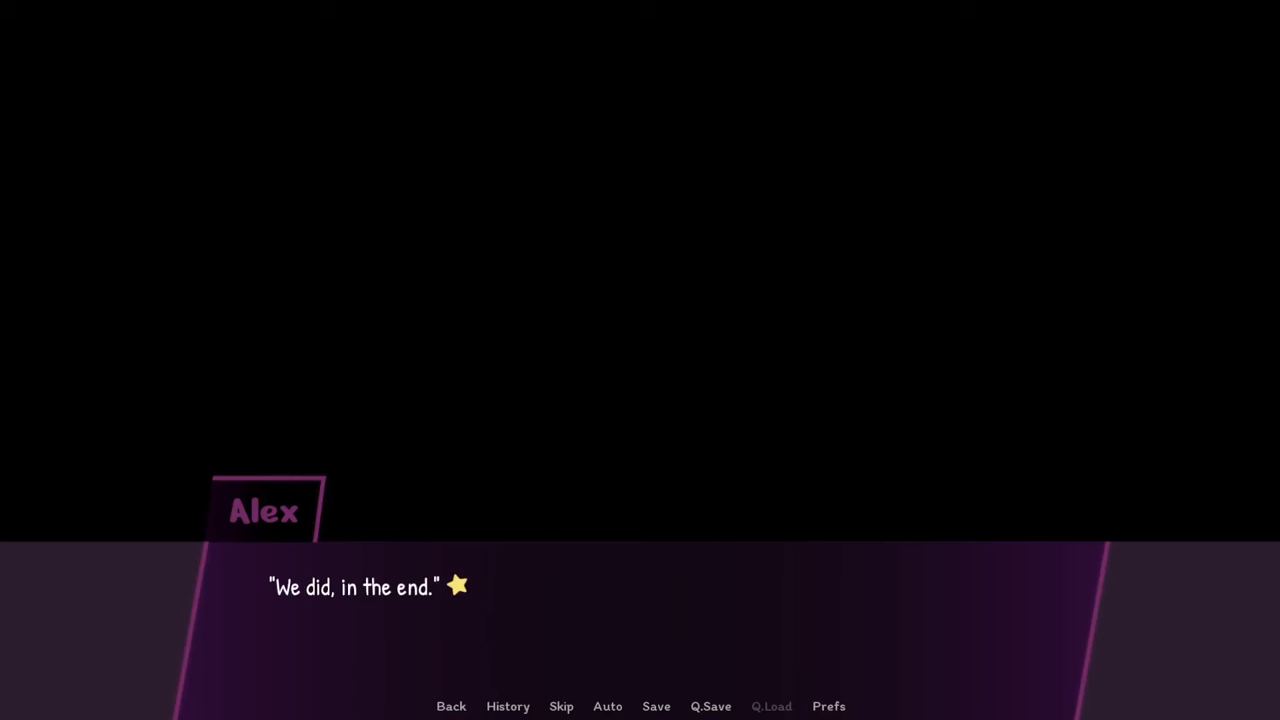 Alex
"We did, in the end."
Back History Skip Auto Save Q.Save Q.Load Prefs